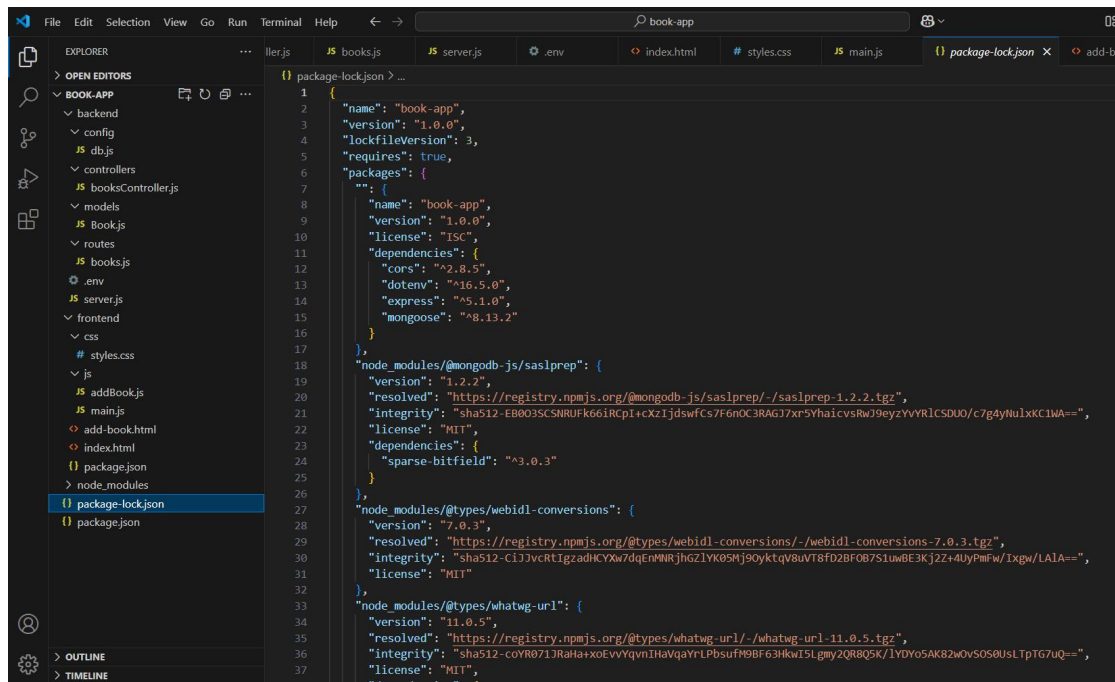 File Edit Selection View Go Run Terminal Help
book-app
EXPLORER
OPEN EDITORS
BOOK-APP
backend
config
JS db.js
controllers
JS booksController.js
models
JS Book.js
routes
JS books.js
.env
JS server.js
frontend
css
# styles.css
js
JS addBook.js
JS main.js
<> add-book.html
<> index.html
{} package.json
node_modules
{} package-lock.json
{} package.json
OUTLINE
TIMELINE
ller.js JS books.js JS server.js .env <> index.html # styles.css JS main.js {} package-lock.json × <> add-b
{} package-lock.json > ...
1 {
2 "name": "book-app",
3 "version": "1.0.0",
4 "lockfileVersion": 3,
5 "requires": true,
6 "packages": {
7 "": {
8 "name": "book-app",
9 "version": "1.0.0",
10 "license": "ISC",
11 "dependencies": {
12 "cors": "^2.8.5",
13 "dotenv": "^16.5.0",
14 "express": "^5.1.0",
15 "mongoose": "^8.13.2"
16 }
17 },
18 "node_modules/@mongodb-js/saslprep": {
19 "version": "1.2.2",
20 "resolved": "https://registry.npmjs.org/@mongodb-js/saslprep/-/saslprep-1.2.2.tgz",
21 "integrity": "sha512-EB0O3SCSNRUFk66iRCpI+cXzIjdswfCs7F6nOC3RAGJ7xr5YhaicvsRwJ9eyzYvYRlCSDUO/c7g4yNulxKC1WA==",
22 "license": "MIT",
23 "dependencies": {
24 "sparse-bitfield": "^3.0.3"
25 }
26 },
27 "node_modules/@types/webidl-conversions": {
28 "version": "7.0.3",
29 "resolved": "https://registry.npmjs.org/@types/webidl-conversions/-/webidl-conversions-7.0.3.tgz",
30 "integrity": "sha512-CiJJvcRtIgzadHCYXw7dqEnMNRjhGZlYK05Mj9OyktqV8uVT8fD2BFOB7S1uwBE3Kj2Z+4UyPmFw/Ixgw/LAlA==",
31 "license": "MIT"
32 },
33 "node_modules/@types/whatwg-url": {
34 "version": "11.0.5",
35 "resolved": "https://registry.npmjs.org/@types/whatwg-url/-/whatwg-url-11.0.5.tgz",
36 "integrity": "sha512-coYR071JRaHa+xoEvvYqvnIHaVqaYrLPbsufM9BF63HkwI5Lgmy2QR8Q5K/lYDYo5AK82wOvSOS0UsLTpTG7uQ==",
37 "license": "MIT",